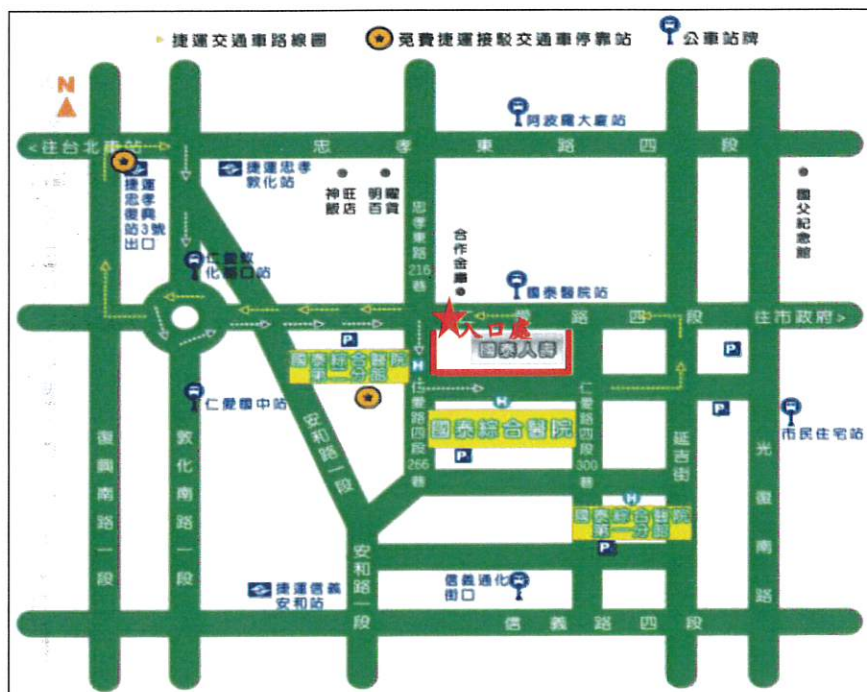 捷運交通車路線圖
免費捷運接駁交通車停靠站
公車站牌
N
阿波羅大廈站
<往台北車站
忠孝東路四段
捷運
忠孝
復興
站3號
出口
捷運忠孝
敦化站
神旺
飯店
明曜
百貨
忠孝東路216巷
合作金庫
國父紀念館
仁愛敦
化路口站
國泰醫院站
愛路四段
往市政府>
入口處
國泰人壽
P
國泰綜合醫院
第二分館
H
P
仁愛國中站
仁愛路四段266巷
H
國泰綜合醫院
P
仁愛路四段300巷
延吉街
P
市民住宅站
復興南路一段
敦化南路一段
安和路一段
光復南路
H
國泰綜合醫院
第一分館
P
安和路一段
捷運信義
安和站
信義通化
街口
信義路四段